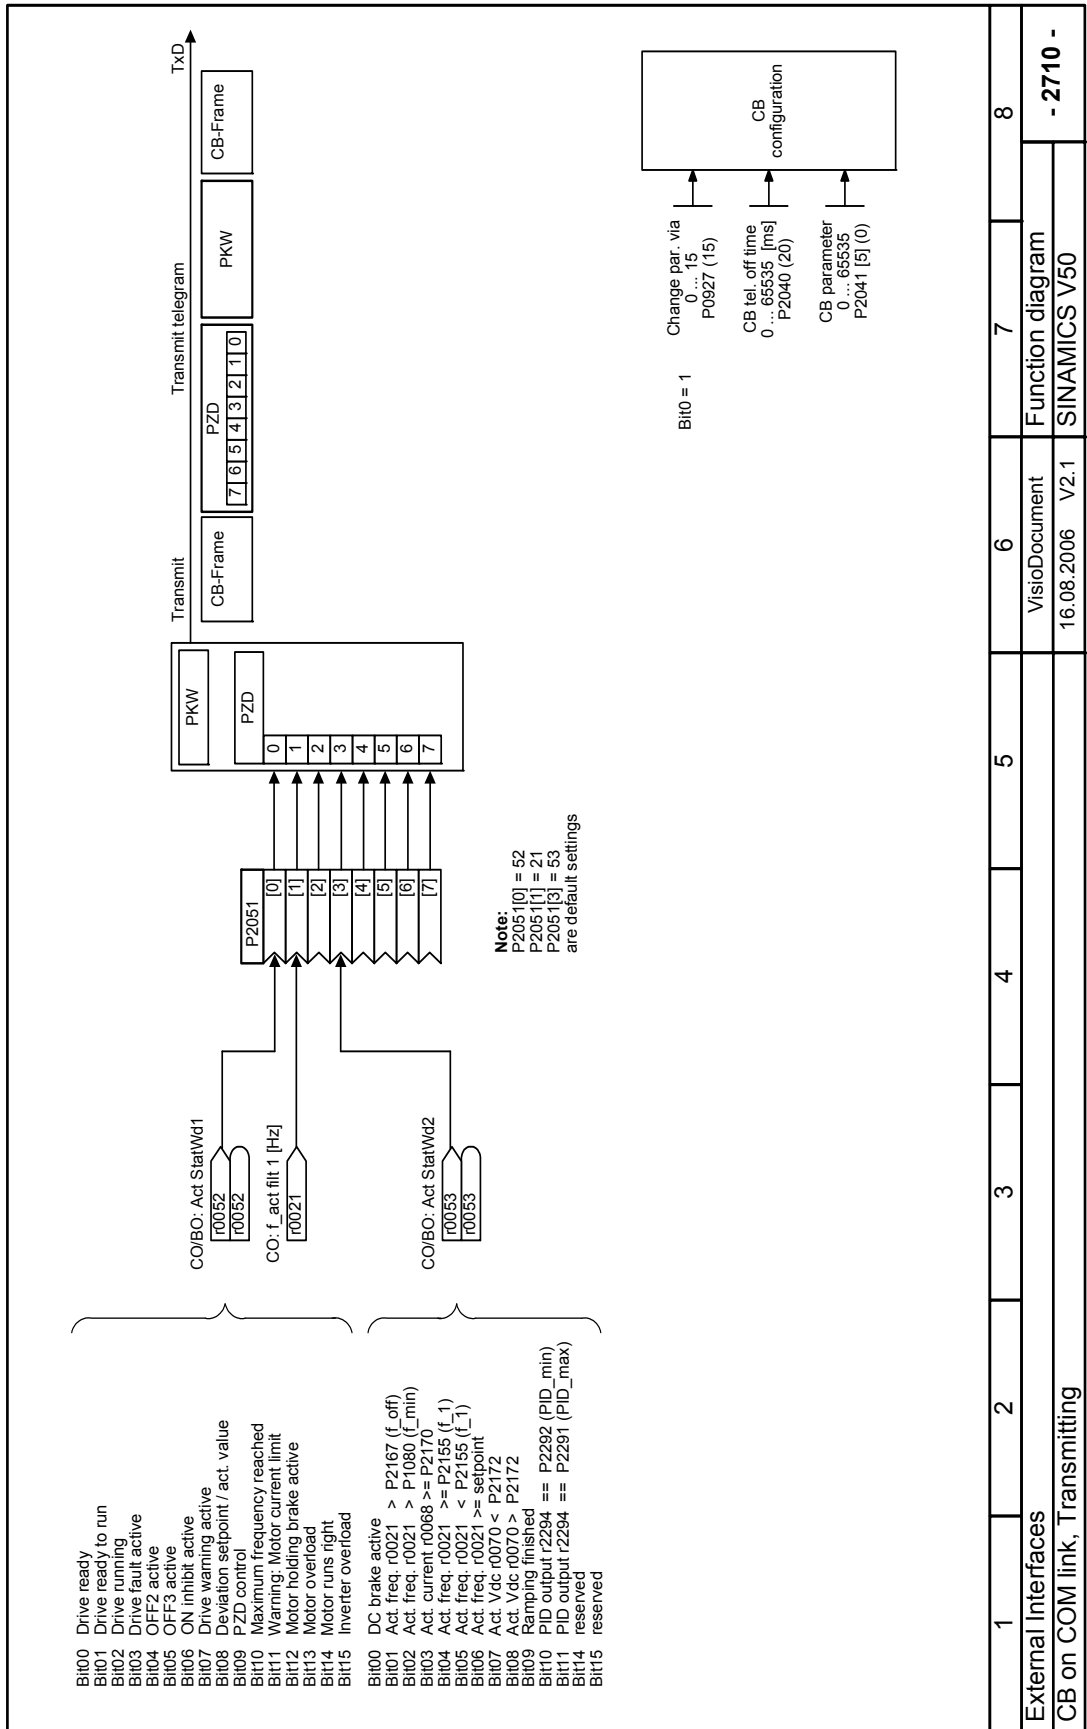 Bit00 Drive ready
Bit01 Drive ready to run
Bit02 Drive running
Bit03 Drive fault active
Bit04 OFF2 active
Bit05 OFF3 active
Bit06 ON inhibit active
Bit07 Drive warning active
Bit08 Deviation setpoint / act. value
Bit09 PZD control
Bit10 Maximum frequency reached
Bit11 Warning: Motor current limit
Bit12 Motor holding brake active
Bit13 Motor overload
Bit14 Motor runs right
Bit15 Inverter overload
Bit00 DC brake active
Bit01 Act. freq. r0021 > P2167 (f_off)
Bit02 Act. freq. r0021 > P1080 (f_min)
Bit03 Act. current r0068 >= P2170
Bit04 Act. freq. r0021 >= P2155 (f_1)
Bit05 Act. freq. r0021 < P2155 (f_1)
Bit06 Act. freq. r0021 >= setpoint
Bit07 Act. Vdc r0070 < P2172
Bit08 Act. Vdc r0070 > P2172
Bit09 Ramping finished
Bit10 PID output r2294 == P2292 (PID_min)
Bit11 PID output r2294 == P2291 (PID_max)
Bit14 reserved
Bit15 reserved
CO/BO: Act StatWd1
r0052
r0052
CO: f_act filt 1 [Hz]
r0021
CO/BO: Act StatWd2
r0053
r0053
P2051
[0]
[1]
[2]
[3]
[4]
[5]
[6]
[7]
Note:
P2051[0] = 52
P2051[1] = 21
P2051[3] = 53
are default settings
PKW
PZD
0
1
2
3
4
5
6
7
Transmit
Transmit telegram
TxD
CB-Frame
PZD
7 6 5 4 3 2 1 0
PKW
CB-Frame
Bit0 = 1
Change par. via
0 ... 15
P0927 (15)
CB tel. off time
0 ... 65535 [ms]
P2040 (20)
CB parameter
0 ... 65535
P2041 [5] (0)
CB
configuration
1 2 3 4 5 6 7 8
External Interfaces
VisioDocument
Function diagram
- 2710 -
CB on COM link, Transmitting
16.08.2006 V2.1
SINAMICS V50